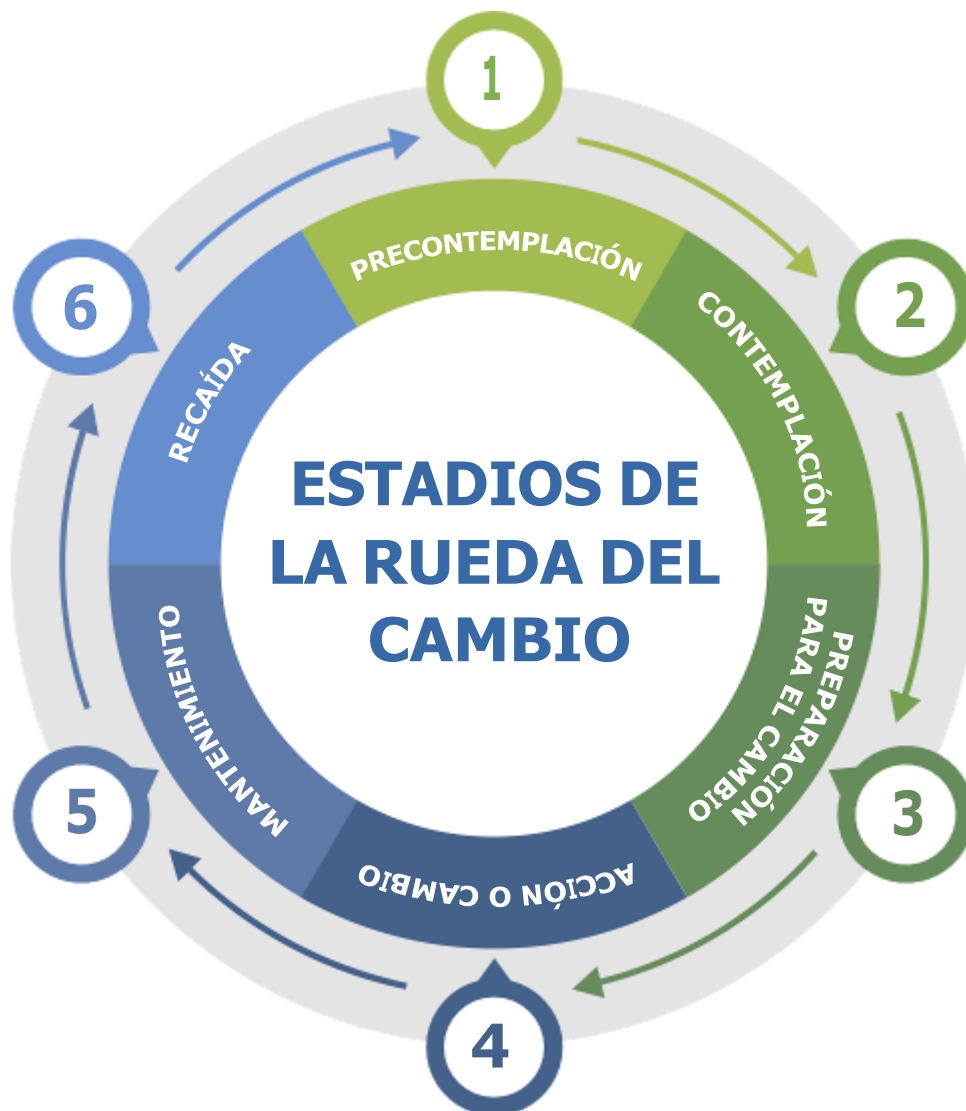 1
PRECONTEMPLACIÓN
2
CONTEMPLACIÓN
3
PREPARACIÓN
PARA EL CAMBIO
4
ACCIÓN O CAMBIO
5
MANTENIMIENTO
6
RECAÍDA
ESTADIOS DE
LA RUEDA DEL
CAMBIO